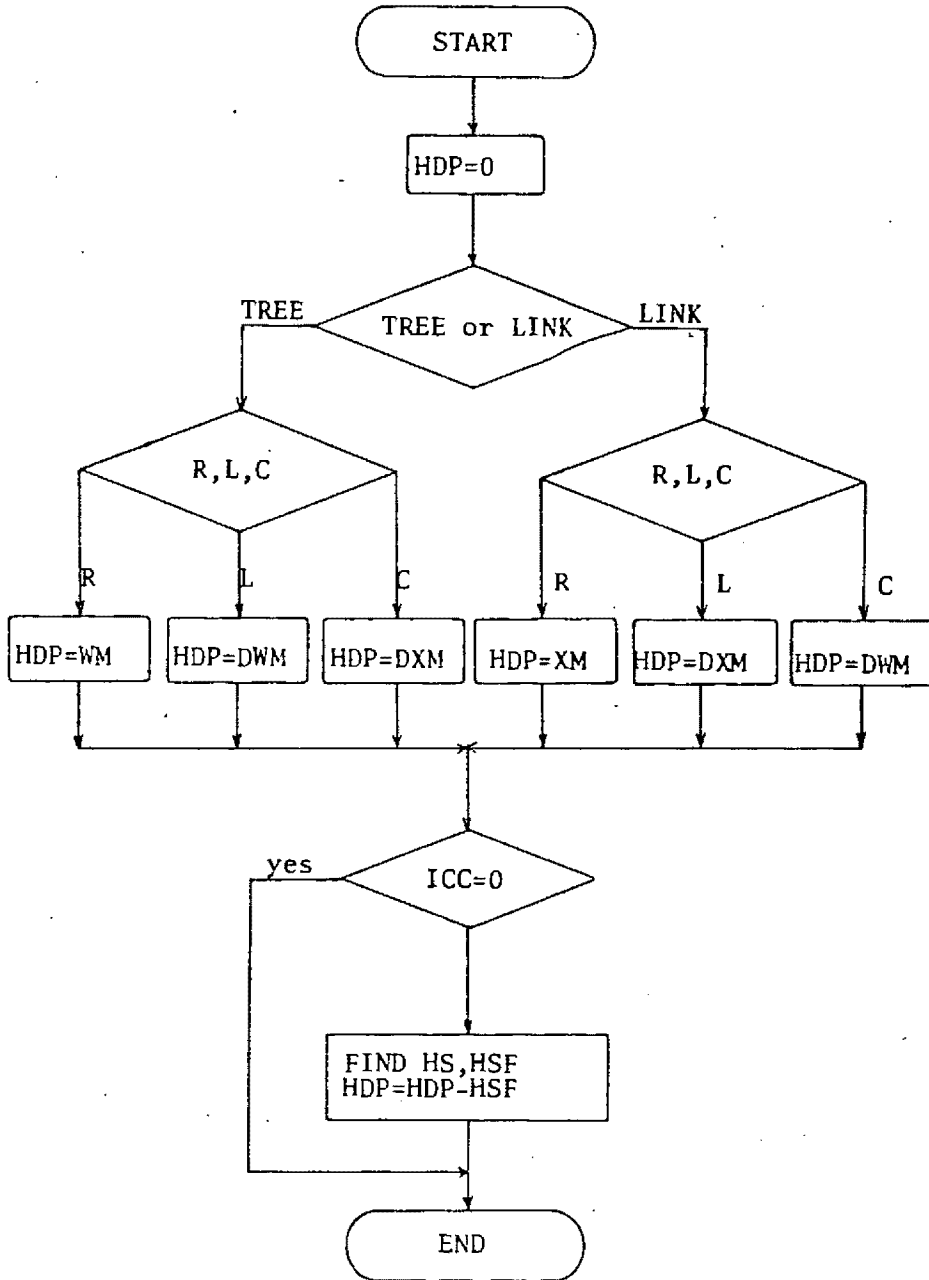 START
HDP=0
TREE
TREE or LINK
LINK
R,L,C
R,L,C
R
L
C
R
L
C
HDP=WM
HDP=DWM
HDP=DXM
HDP=XM
HDP=DXM
HDP=DWM
yes
ICC=0
FIND HS,HSF
HDP=HDP-HSF
END